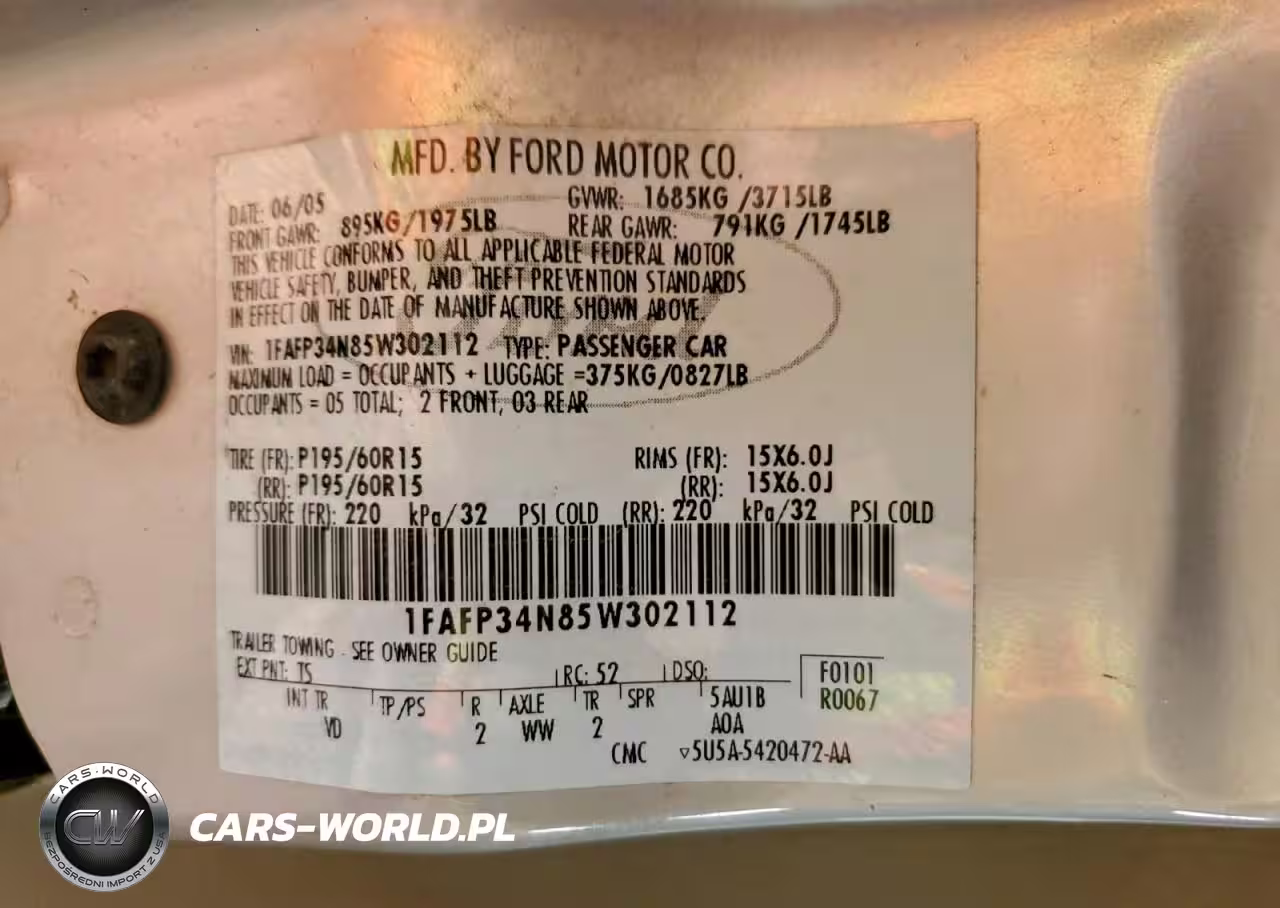 MFD. BY FORD MOTOR CO.
DATE: 06/05 GVWR: 1685KG /3715LB
FRONT GAWR: 895KG/1975LB REAR GAWR: 791KG /1745LB
THIS VEHICLE CONFORMS TO ALL APPLICABLE FEDERAL MOTOR
VEHICLE SAFETY, BUMPER, AND THEFT PREVENTION STANDARDS
IN EFFECT ON THE DATE OF MANUFACTURE SHOWN ABOVE.
VIN: 1FAFP34N85W302112 TYPE: PASSENGER CAR
MAXIMUM LOAD = OCCUPANTS + LUGGAGE =375KG/0827LB
OCCUPANTS = 05 TOTAL; 2 FRONT, 03 REAR
TIRE (FR): P195/60R15 RIMS (FR): 15X6.0J
(RR): P195/60R15 (RR): 15X6.0J
PRESSURE (FR): 220 kPa/32 PSI COLD (RR): 220 kPa/32 PSI COLD
1FAFP34N85W302112
TRAILER TOWING - SEE OWNER GUIDE
EXT PNT: TS RC: 52 DSO: F0101
INT TR TP/PS R AXLE TR SPR 5AU1B R0067
VD 2 WW 2 A0A
CMC ▿5U5A-5420472-AA
CARS-WORLD
CW
BEZPOŚREDNI IMPORT Z USA
CARS-WORLD.PL